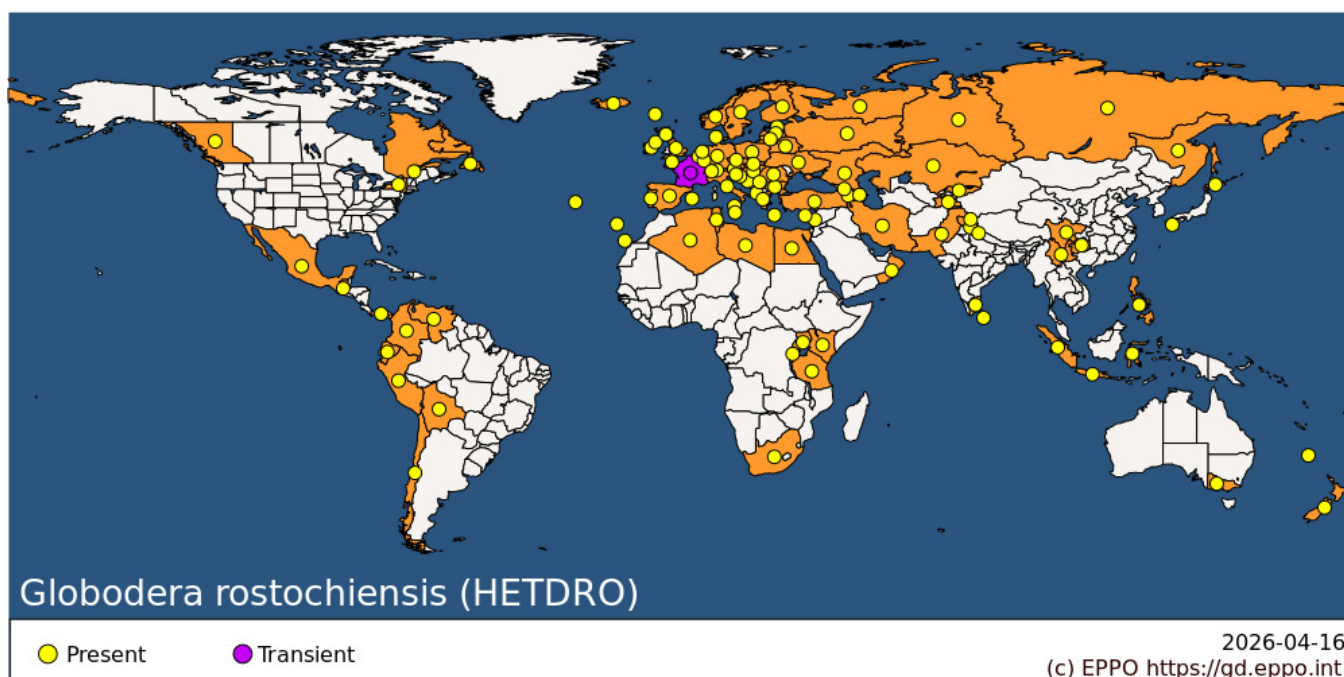 Globodera rostochiensis (HETDRO)
Present
Transient
2026-04-16
(c) EPPO https://gd.eppo.int